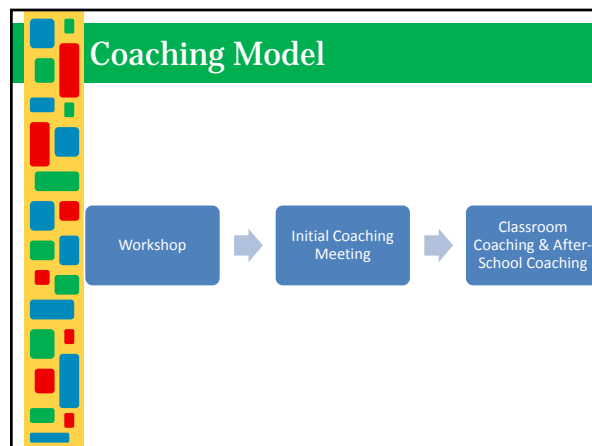 Coaching Model
Workshop
Initial Coaching
Meeting
Classroom
Coaching & After-
School Coaching